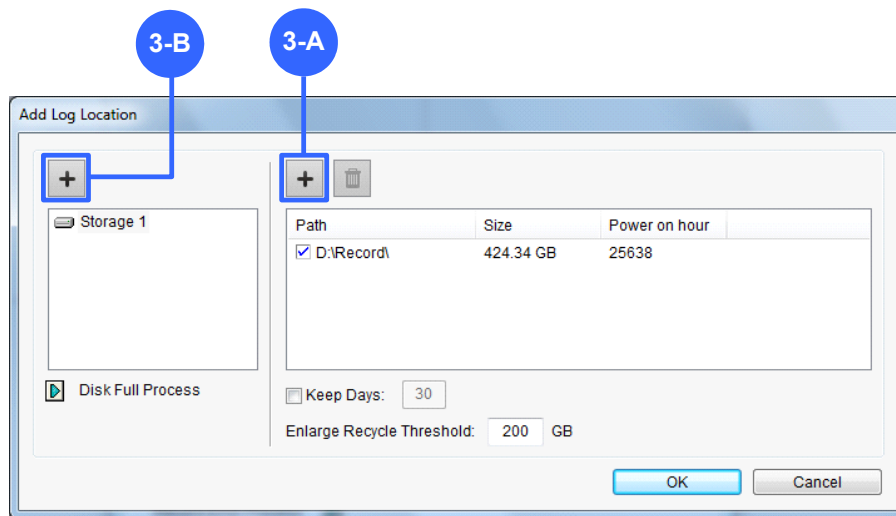 3-B 3-A
Add Log Location
+ +
Storage 1
Path Size Power on hour
D:\Record\ 424.34 GB 25638
Disk Full Process
Keep Days: 30
Enlarge Recycle Threshold: 200 GB
OK Cancel